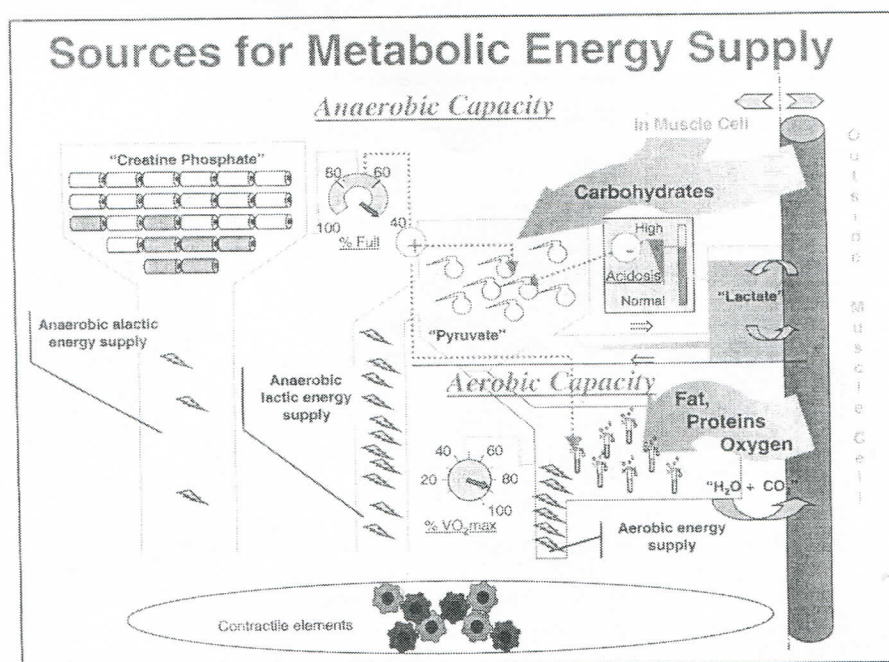 Sources for Metabolic Energy Supply
Anaerobic Capacity
In Muscle Cell
"Creatine Phosphate"
80
60
100
40
% Full
Carbohydrates
+
High
-
Acidosis
Normal
"Lactate"
"Pyruvate"
Anaerobic alactic
energy supply
Anaerobic
lactic energy
supply
Aerobic Capacity
Fat,
Proteins
Oxygen
40
60
20
80
100
% VO₂max
"H₂O + CO₂"
Aerobic energy
supply
Contractile elements
Outside Muscle Cell